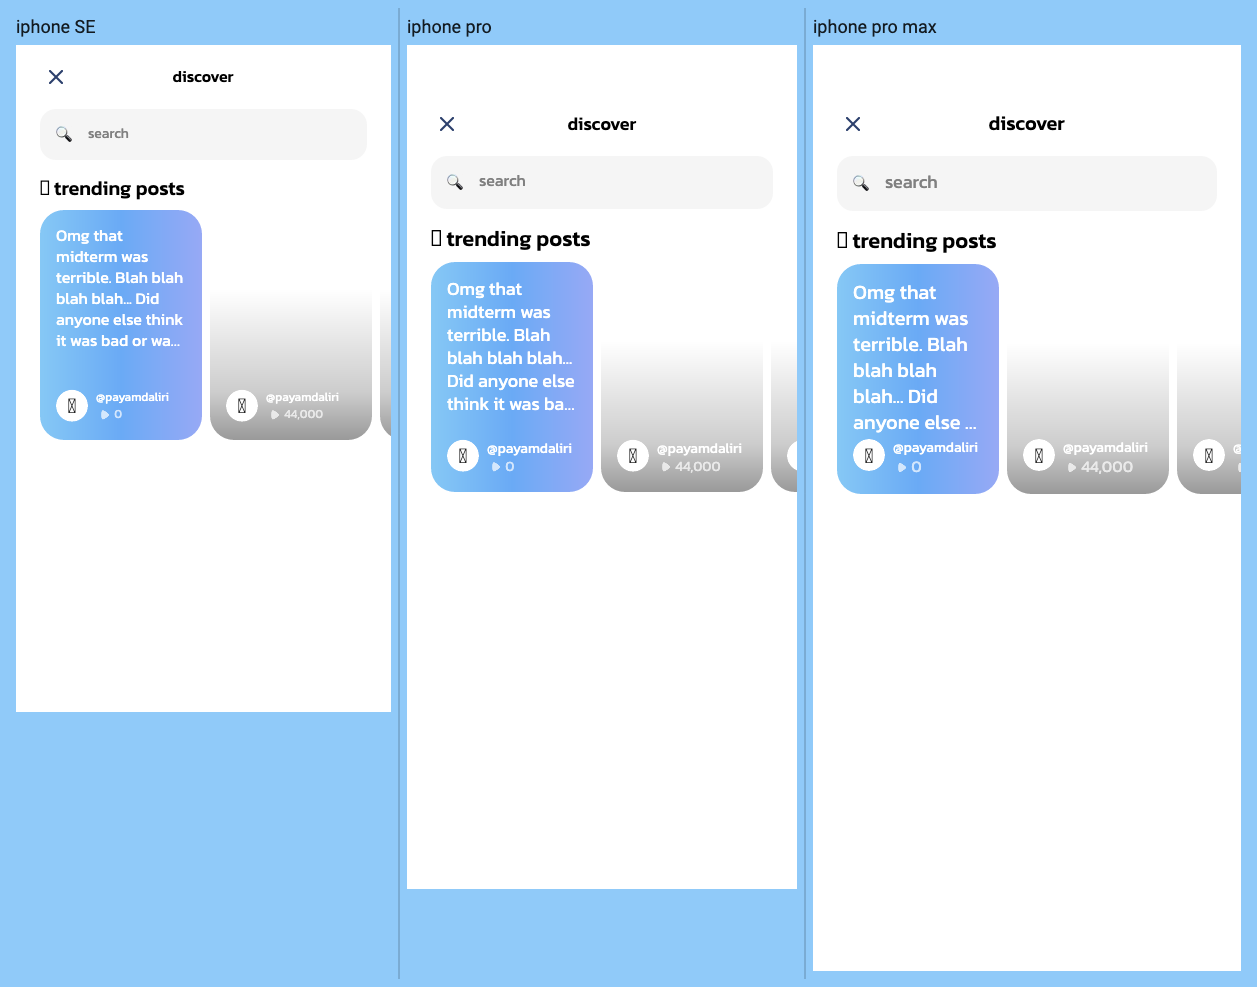 iphone SE
discover
search
trending posts
Omg that
midterm was
terrible. Blah blah
blah blah... Did
anyone else think
it was bad or wa...
@payamdaliri
0
@payamdaliri
44,000
iphone pro
discover
search
trending posts
Omg that
midterm was
terrible. Blah
blah blah blah...
Did anyone else
think it was ba...
@payamdaliri
0
@payamdaliri
44,000
iphone pro max
discover
search
trending posts
Omg that
midterm was
terrible. Blah
blah blah
blah... Did
anyone else ...
@payamdaliri
0
@payamdaliri
44,000